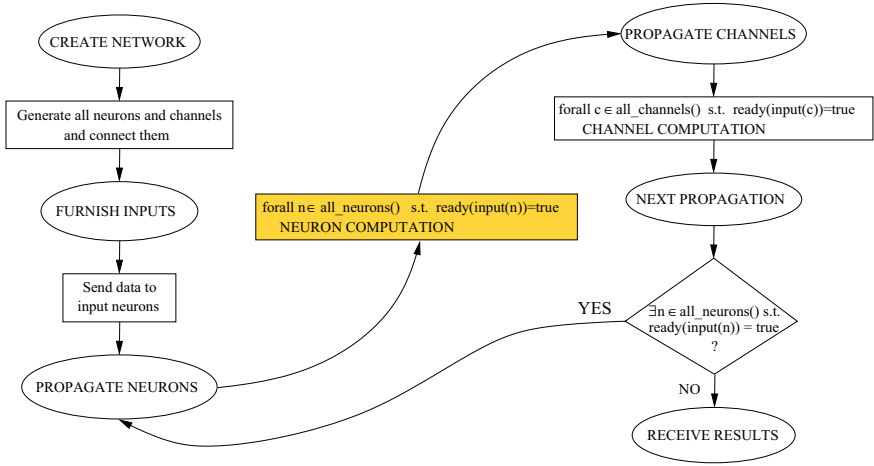 CREATE NETWORK
Generate all neurons and channels
and connect them
FURNISH INPUTS
Send data to
input neurons
PROPAGATE NEURONS
forall n∈ all_neurons() s.t. ready(input(n))=true
NEURON COMPUTATION
PROPAGATE CHANNELS
forall c ∈ all_channels() s.t. ready(input(c))=true
CHANNEL COMPUTATION
NEXT PROPAGATION
∃n ∈ all_neurons() s.t.
ready(input(n)) = true
?
YES
NO
RECEIVE RESULTS